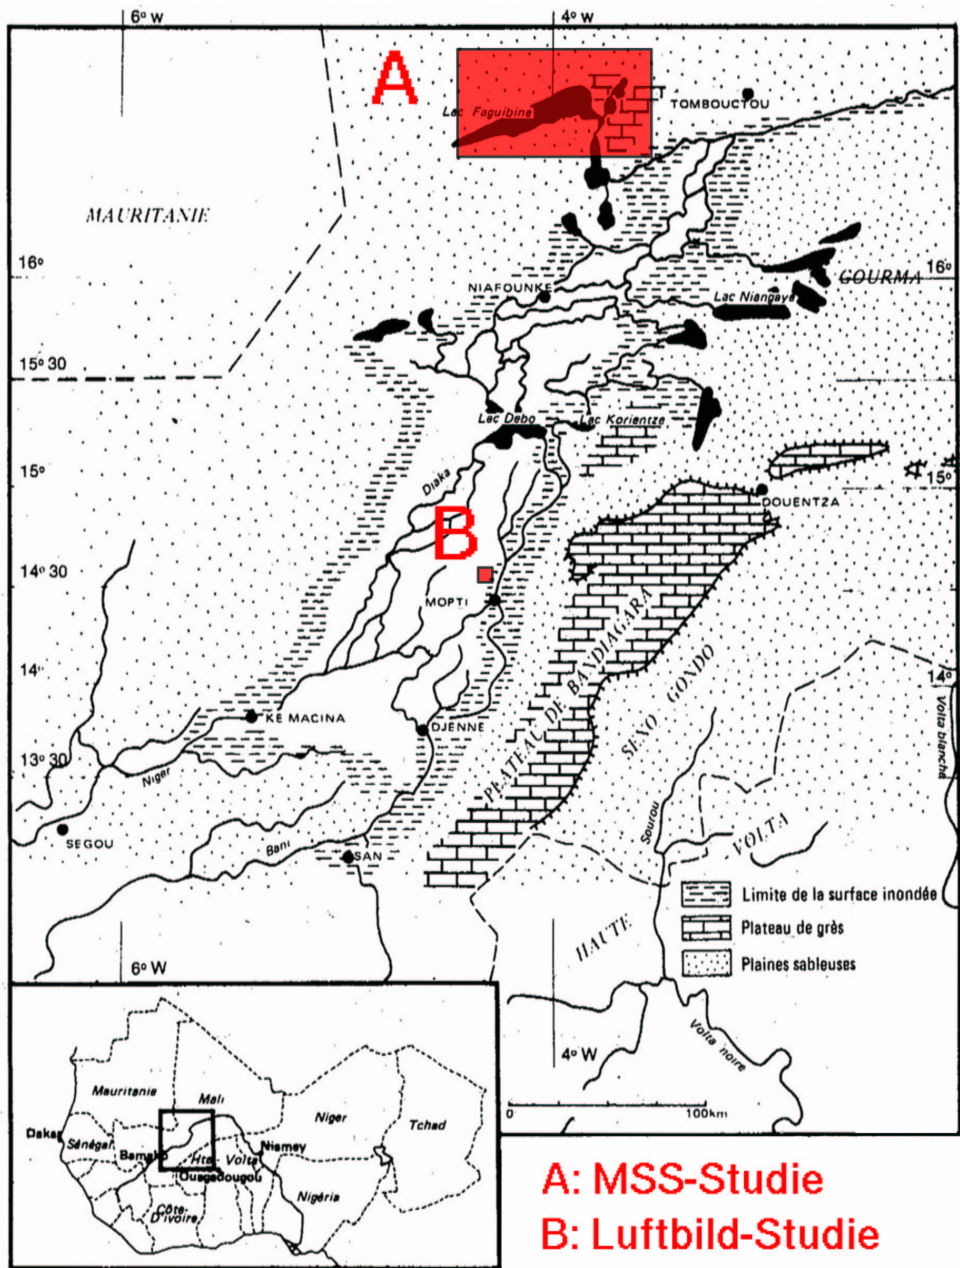 6° W
4° W
A
TOMBOUCTOU
Lac Faguibine
MAURITANIE
16°
16°
GOURMA
NIAFOUNKE
Lac Niangaye
15° 30
Lac Debo
Lac Korientze
15°
15°
Diaka
DOUENTZA
B
14° 30
MOPTI
PLATEAU DE BANDIAGARA
SENO GONDO
14°
14°
KE MACINA
DJENNE
Volta blanche
13° 30
Niger
Sourou
SEGOU
Bani
SAN
HAUTE VOLTA
Limite de la surface inondée
Plateau de grès
Plaines sableuses
6° W
4° W
Volta noire
0 100km
Mauritanie
Mali
Niger
Tchad
Dakar
Sénégal
Bamako
Hte - Volta
Niamey
Ouagadougou
Nigéria
Côte-
D'ivoire
A: MSS-Studie
B: Luftbild-Studie